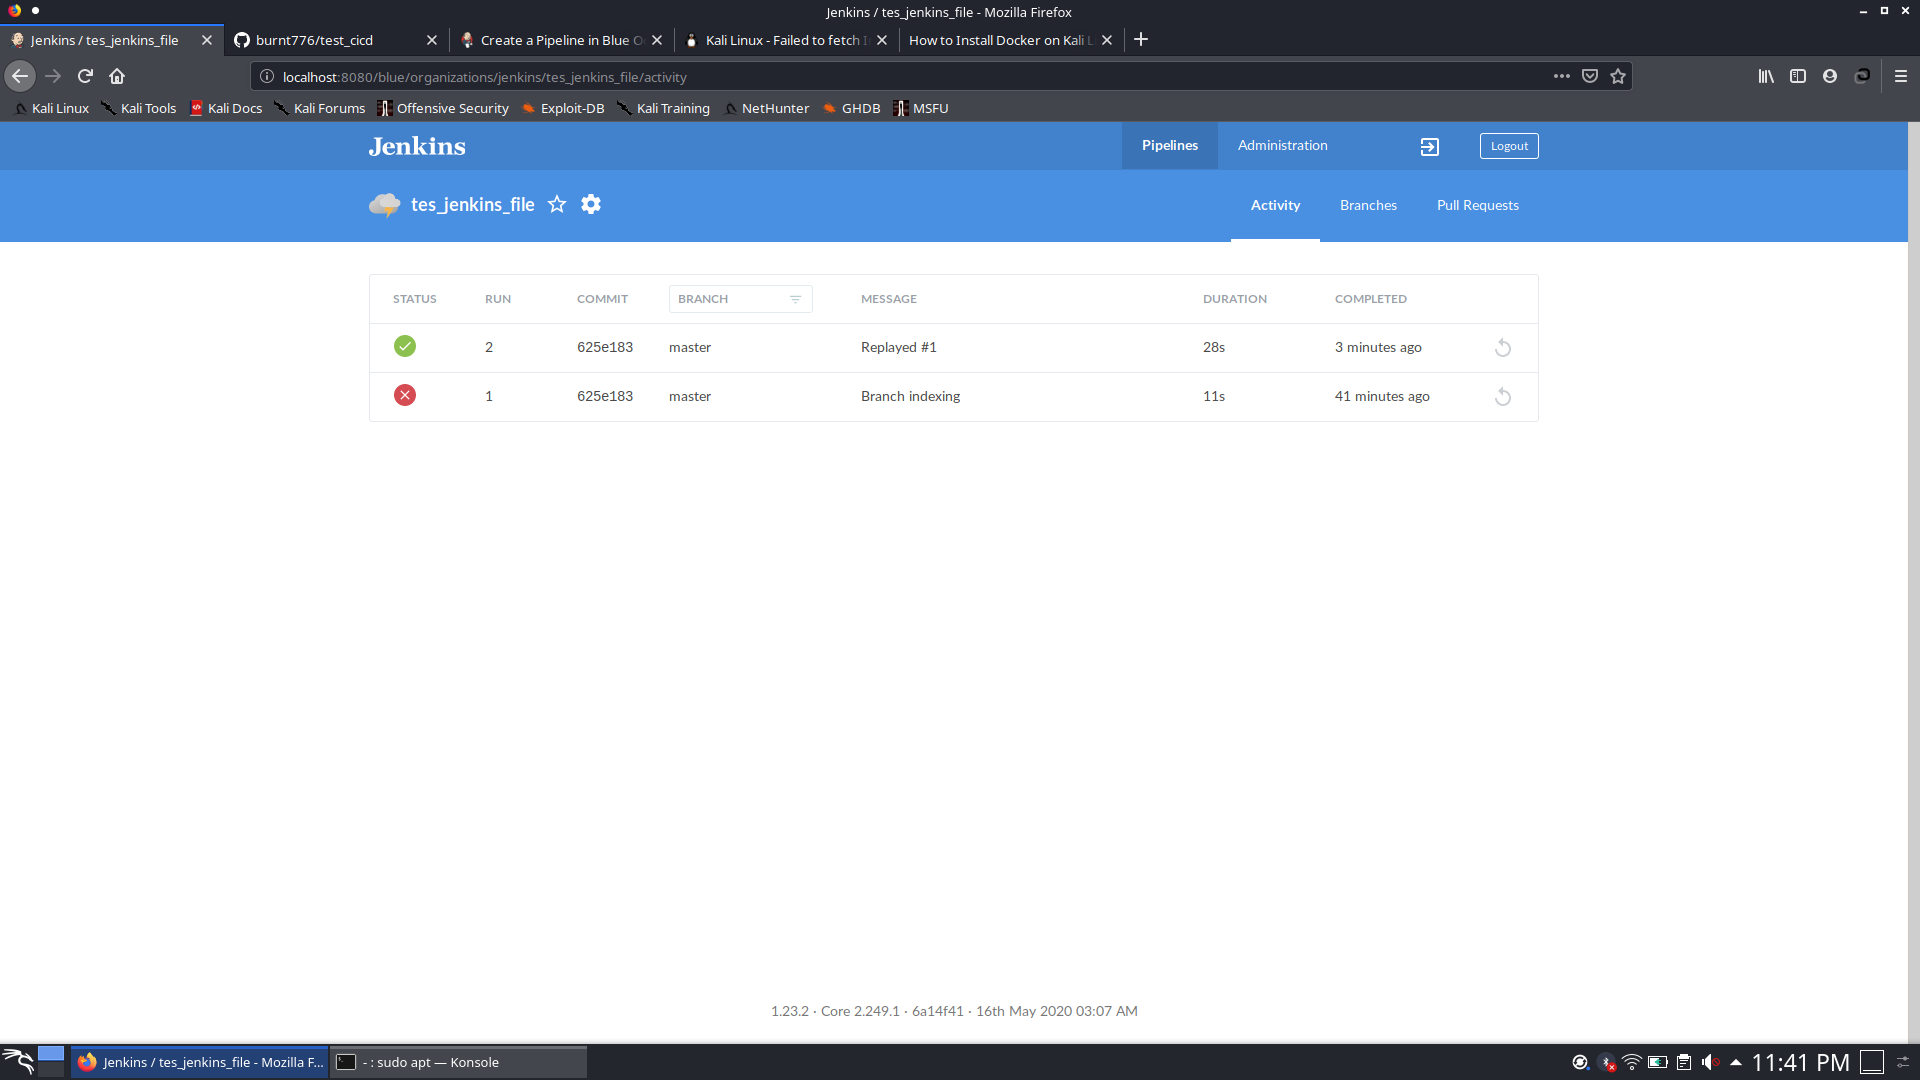 Jenkins / tes_jenkins_file - Mozilla Firefox
Jenkins / tes_jenkins_file
burnt776/test_cicd
Create a Pipeline in Blue O
Kali Linux - Failed to fetch
How to Install Docker on Kali
localhost:8080/blue/organizations/jenkins/tes_jenkins_file/activity
Kali Linux Kali Tools Kali Docs Kali Forums Offensive Security Exploit-DB Kali Training NetHunter GHDB MSFU
Jenkins Pipelines Administration Logout
tes_jenkins_file Activity Branches Pull Requests
STATUS RUN COMMIT BRANCH MESSAGE DURATION COMPLETED
2 625e183 master Replayed #1 28s 3 minutes ago
1 625e183 master Branch indexing 11s 41 minutes ago
1.23.2 · Core 2.249.1 · 6a14f41 · 16th May 2020 03:07 AM
Jenkins / tes_jenkins_file - Mozilla F... - : sudo apt — Konsole 11:41 PM